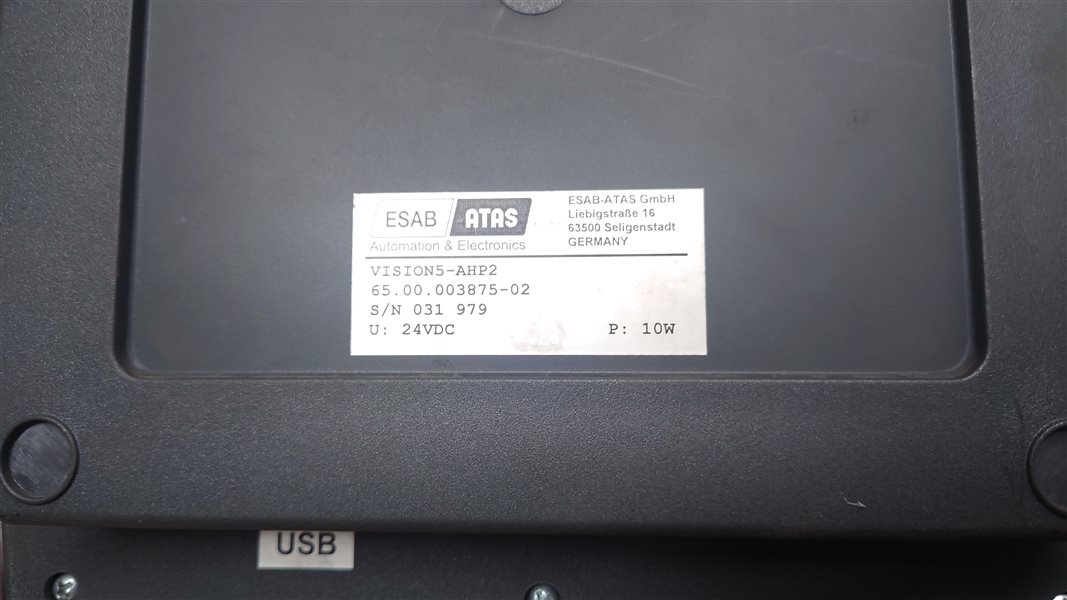 ESAB ATAS
Automation & Electronics
ESAB-ATAS GmbH
Liebigstraße 16
63500 Seligenstadt
GERMANY
VISION5-AHP2
65.00.003875-02
S/N 031 979
U: 24VDC P: 10W
USB